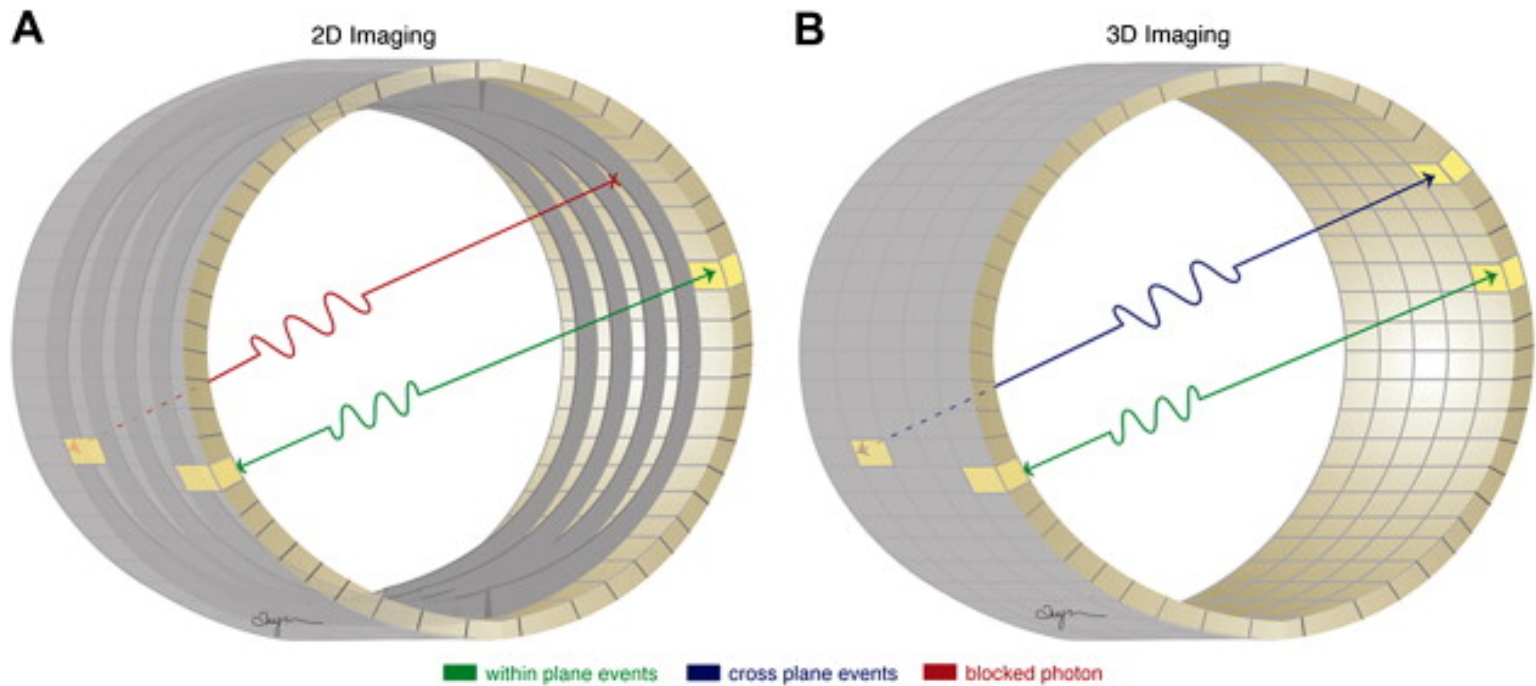 A
2D Imaging
B
3D Imaging
within plane events
cross plane events
blocked photon